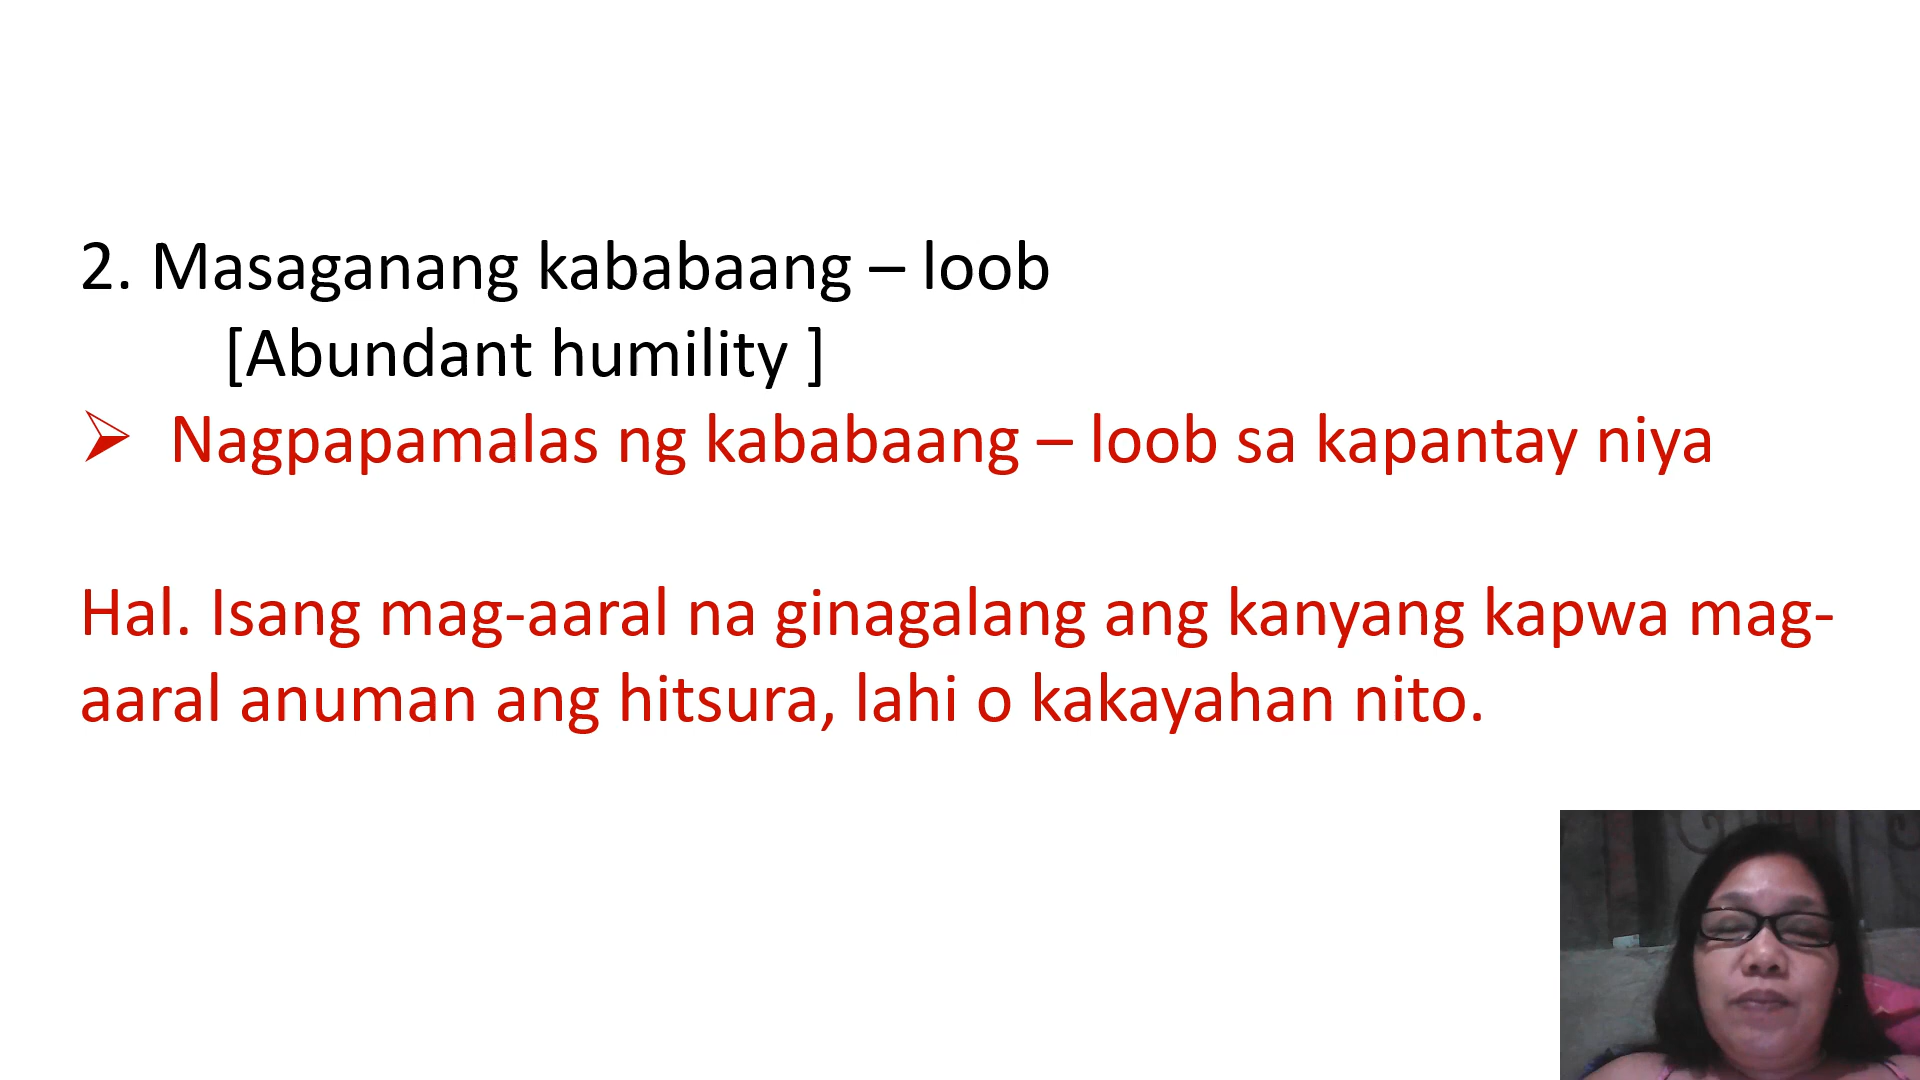 2. Masaganang kababaang – loob
[Abundant humility ]
Nagpapamalas ng kababaang – loob sa kapantay niya
Hal. Isang mag-aaral na ginagalang ang kanyang kapwa mag-
aaral anuman ang hitsura, lahi o kakayahan nito.